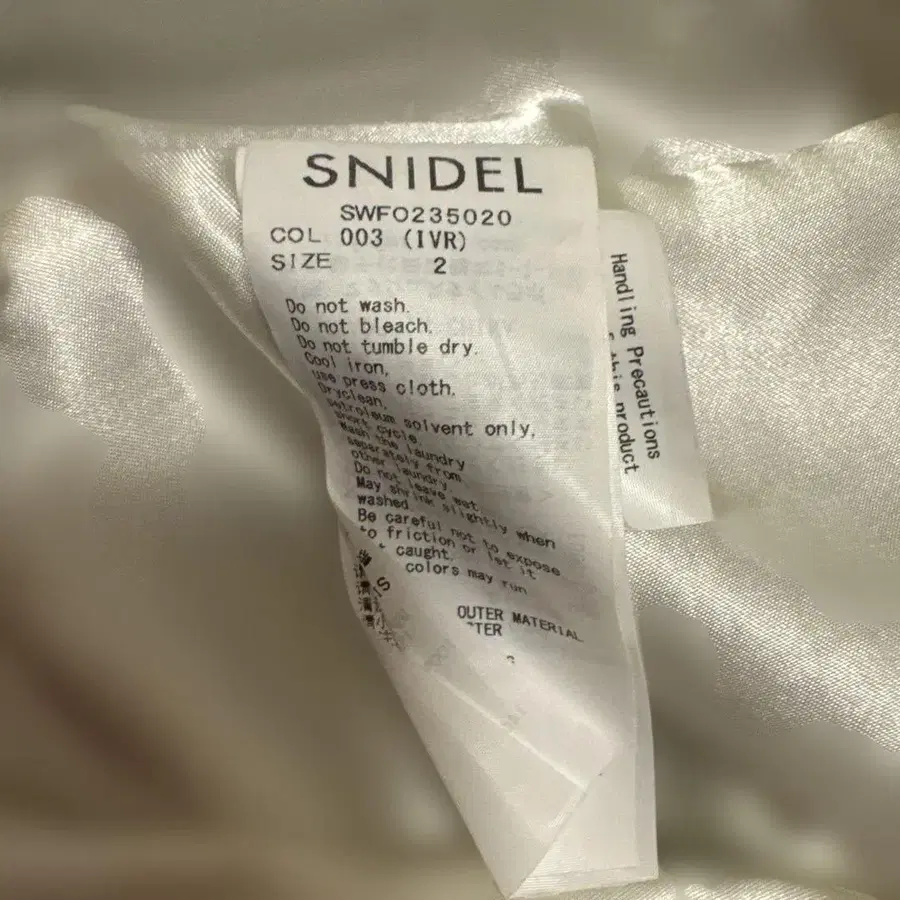 SNIDEL
SWFO235020
COL 003 (IVR)
SIZE 2
Do not wash.
Do not bleach.
Do not tumble dry.
Cool iron,
use press cloth.
Dryclean,
petroleum solvent only,
short cycle.
Wash the laundry
separately from
other laundry.
Do not leave wet.
May shrink slightly when
washed.
Be careful not to expose
to friction or let it
caught.
colors may run
OUTER MATERIAL
Handling Precautions
product